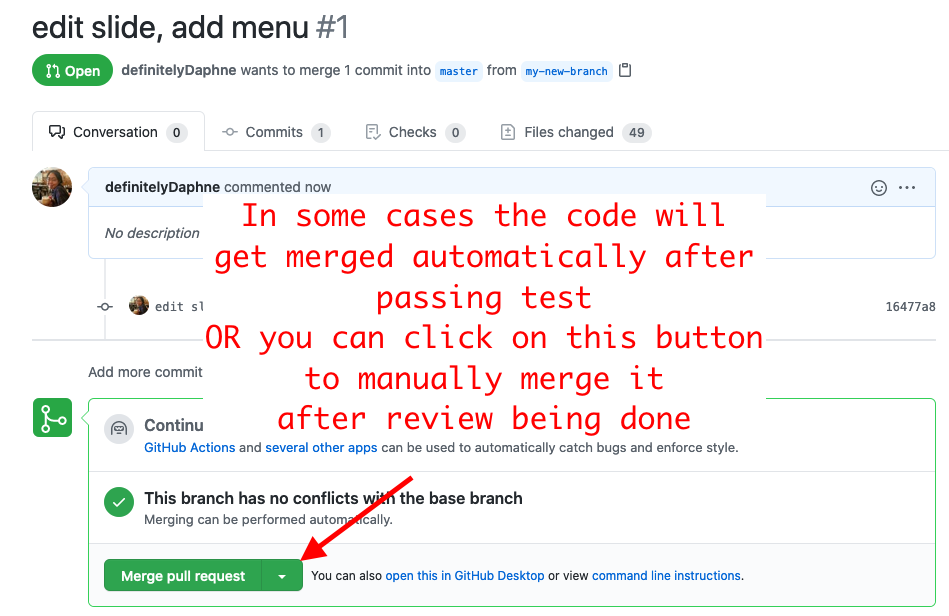 edit slide, add menu #1
Open definitelyDaphne wants to merge 1 commit into master from my-new-branch
Conversation 0 Commits 1 Checks 0 Files changed 49
definitelyDaphne commented now
No description
In some cases the code will
get merged automatically after
passing test
OR you can click on this button
to manually merge it
after review being done
edit sl 16477a8
Add more commit
Continu
GitHub Actions and several other apps can be used to automatically catch bugs and enforce style.
This branch has no conflicts with the base branch
Merging can be performed automatically.
Merge pull request You can also open this in GitHub Desktop or view command line instructions.